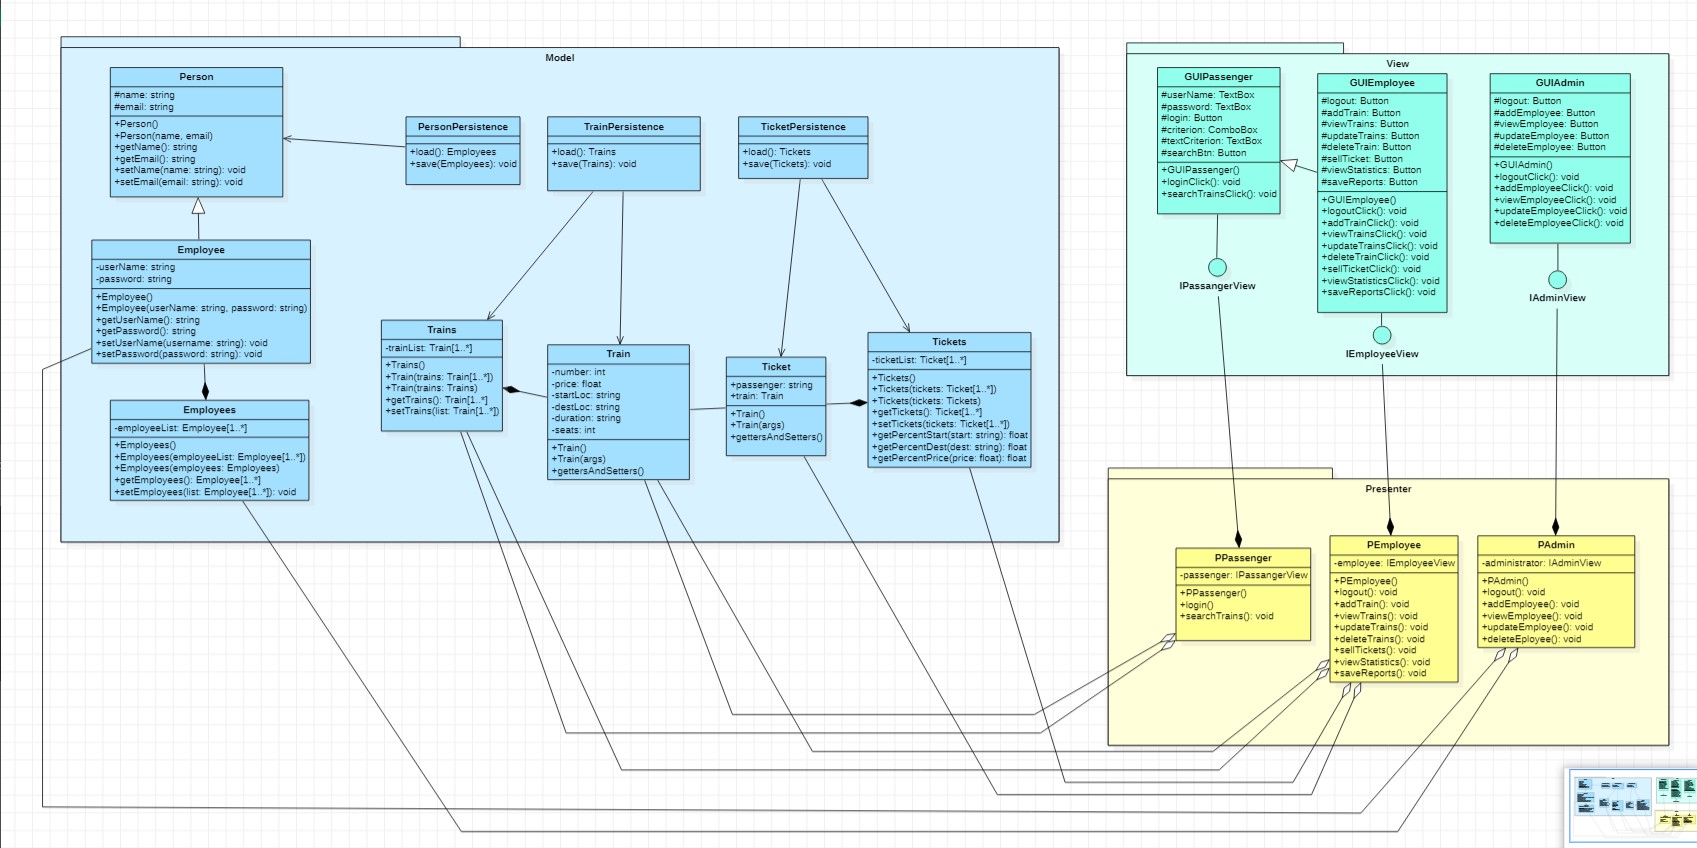 Model
Person
#name: string
#email: string
+Person()
+Person(name, email)
+getName(): string
+getEmail(): string
+setName(name: string): void
+setEmail(email: string): void
PersonPersistence
+load(): Employees
+save(Employees): void
TrainPersistence
+load(): Trains
+save(Trains): void
TicketPersistence
+load(): Tickets
+save(Tickets): void
Employee
-userName: string
-password: string
+Employee()
+Employee(userName: string, password: string)
+getUserName(): string
+getPassword(): string
+setUserName(username: string): void
+setPassword(password: string): void
Employees
-employeeList: Employee[1..*]
+Employees()
+Employees(employeeList: Employee[1..*])
+Employees(employees: Employees)
+getEmployees(): Employee[1..*]
+setEmployees(list: Employee[1..*]): void
Trains
-trainList: Train[1..*]
+Trains()
+Train(trains: Train[1..*])
+Train(trains: Trains)
+getTrains(): Train[1..*]
+setTrains(list: Train[1..*])
Train
-number: int
-price: float
-startLoc: string
-destLoc: string
-duration: string
-seats: int
+Train()
+Train(args)
+gettersAndSetters()
Ticket
+passenger: string
+train: Train
+Train()
+Train(args)
+gettersAndSetters()
Tickets
-ticketList: Ticket[1..*]
+Tickets()
+Tickets(tickets: Ticket[1..*])
+Tickets(tickets: Tickets)
+getTickets(): Ticket[1..*]
+setTickets(tickets: Ticket[1..*])
+getPercentStart(start: string): float
+getPercentDest(dest: string): float
+getPercentPrice(price: float): float
View
GUIPassenger
#userName: TextBox
#password: TextBox
#login: Button
#criterion: ComboBox
#textCriterion: TextBox
#searchBtn: Button
+GUIPassenger()
+loginClick(): void
+searchTrainsClick(): void
IPassangerView
GUIEmployee
#logout: Button
#addTrain: Button
#viewTrains: Button
#updateTrains: Button
#deleteTrain: Button
#sellTicket: Button
#viewStatistics: Button
#saveReports: Button
+GUIEmployee()
+logoutClick(): void
+addTrainClick(): void
+viewTrainsClick(): void
+updateTrainsClick(): void
+deleteTrainClick(): void
+sellTicketClick(): void
+viewStatisticsClick(): void
+saveReportsClick(): void
IEmployeeView
GUIAdmin
#logout: Button
#addEmployee: Button
#viewEmployee: Button
#updateEmployee: Button
#deleteEmployee: Button
+GUIAdmin()
+logoutClick(): void
+addEmployeeClick(): void
+viewEmployeeClick(): void
+updateEmployeeClick(): void
+deleteEmployeeClick(): void
IAdminView
Presenter
PPassenger
-passenger: IPassangerView
+PPassenger()
+login()
+searchTrains(): void
PEmployee
-employee: IEmployeeView
+PEmployee()
+logout(): void
+addTrain(): void
+viewTrains(): void
+updateTrains(): void
+deleteTrains(): void
+sellTickets(): void
+viewStatistics(): void
+saveReports(): void
PAdmin
-administrator: IAdminView
+PAdmin()
+logout(): void
+addEmployee(): void
+viewEmployee(): void
+updateEmployee(): void
+deleteEployee(): void